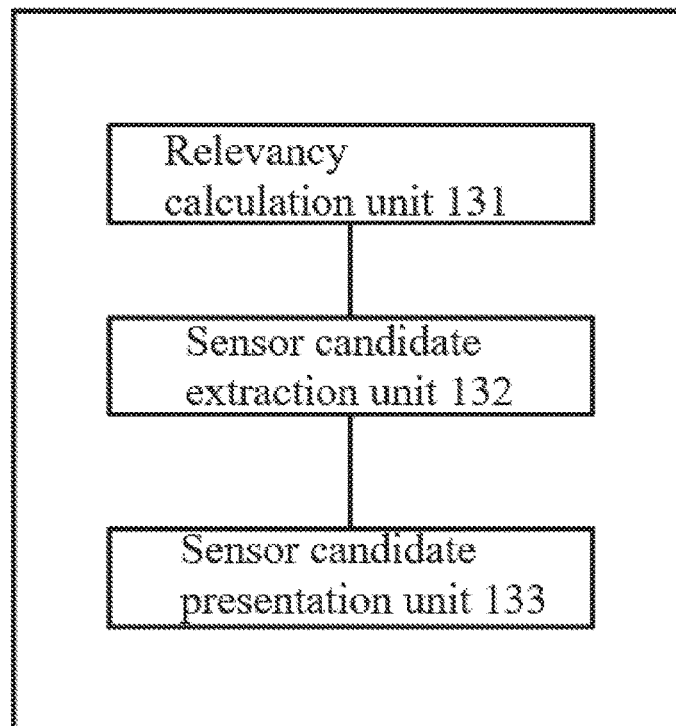 Relevancy
calculation unit 131
Sensor candidate
extraction unit 132
Sensor candidate
presentation unit 133